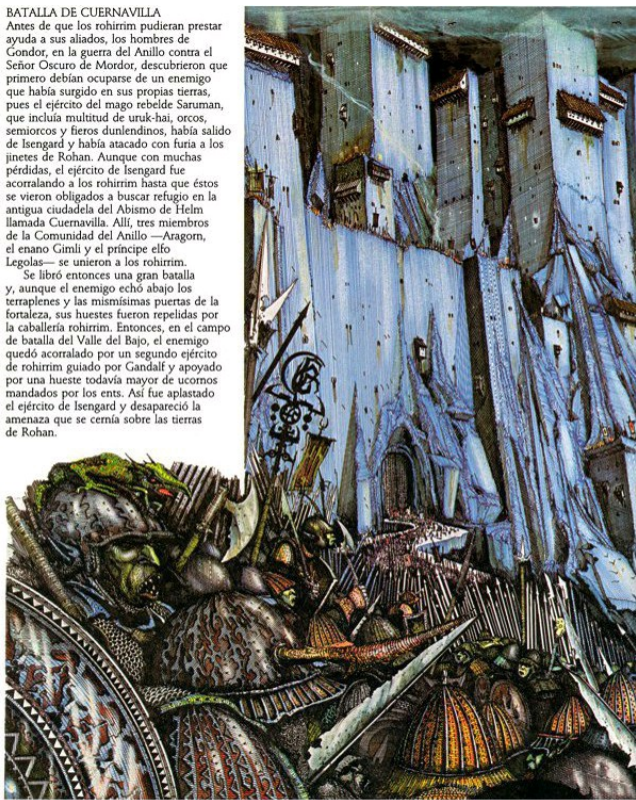 BATALLA DE CUERNAVILLA
Antes de que los rohirrim pudieran prestar
ayuda a sus aliados, los hombres de
Gondor, en la guerra del Anillo contra el
Señor Oscuro de Mordor, descubrieron que
primero debían ocuparse de un enemigo
que había surgido en sus propias tierras,
pues el ejército del mago rebelde Saruman,
que incluía multitud de uruk-hai, orcos,
semiorcos y fieros dunlendinos, había salido
de Isengard y había atacado con furia a los
jinetes de Rohan. Aunque con muchas
pérdidas, el ejército de Isengard fue
acorralando a los rohirrim hasta que éstos
se vieron obligados a buscar refugio en la
antigua ciudadela del Abismo de Helm
llamada Cuernavilla. Allí, tres miembros
de la Comunidad del Anillo —Aragorn,
el enano Gimli y el príncipe elfo
Legolas— se unieron a los rohirrim.
Se libró entonces una gran batalla
y, aunque el enemigo echó abajo los
terraplenes y las mismísimas puertas de la
fortaleza, sus huestes fueron repelidas por
la caballería rohirrim. Entonces, en el campo
de batalla del Valle del Bajo, el enemigo
quedó acorralado por un segundo ejército
de rohirrim guiado por Gandalf y apoyado
por una hueste todavía mayor de ucornos
mandados por los ents. Así fue aplastado
el ejército de Isengard y desapareció la
amenaza que se cernía sobre las tierras
de Rohan.